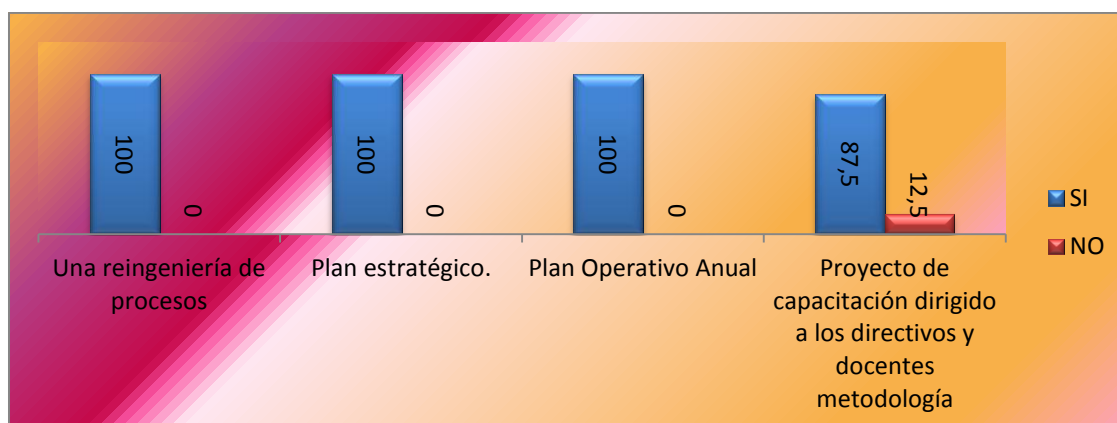 100
0
100
0
100
0
87,5
12,5
SI
NO
Una reingeniería de
procesos
Plan estratégico.
Plan Operativo Anual
Proyecto de
capacitación dirigido
a los directivos y
docentes
metodología